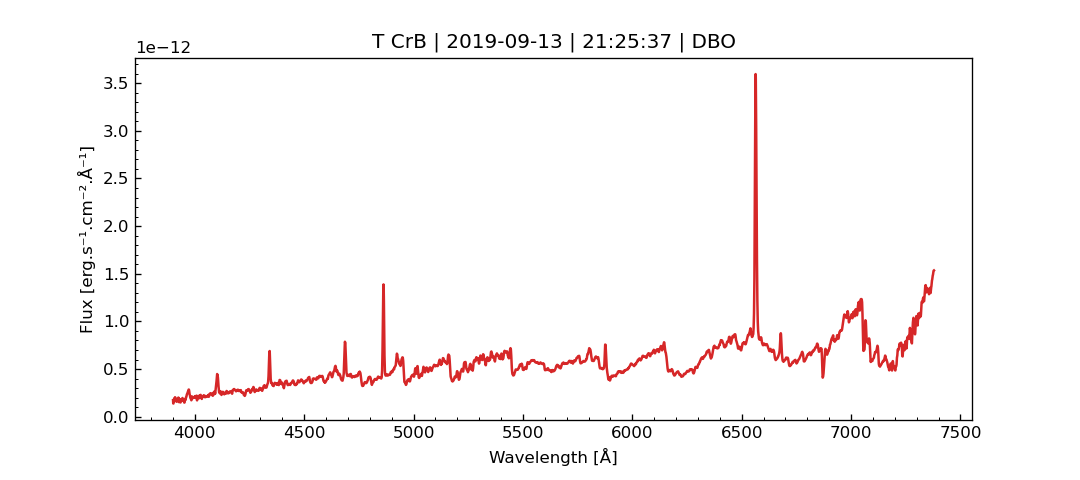 T CrB | 2019-09-13 | 21:25:37 | DBO
1e−12
3.5
3.0
2.5
2.0
1.5
1.0
0.5
0.0
Flux [erg.s⁻¹.cm⁻².Å⁻¹]
4000 4500 5000 5500 6000 6500 7000 7500
Wavelength [Å]